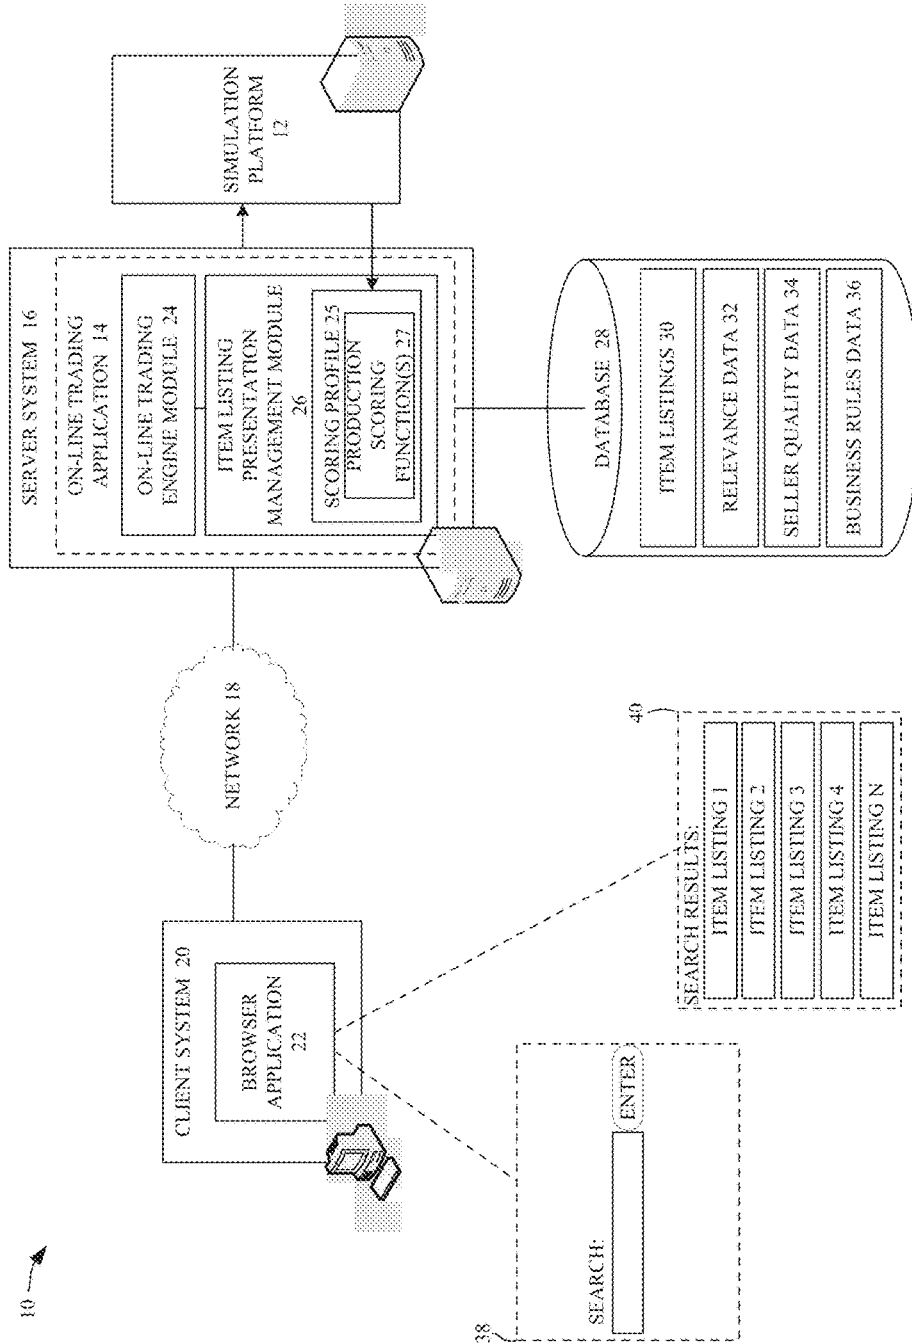 10
CLIENT SYSTEM 20
BROWSER
APPLICATION
22
NETWORK 18
SERVER SYSTEM 16
ON-LINE TRADING
APPLICATION 14
ON-LINE TRADING
ENGINE MODULE 24
ITEM LISTING
PRESENTATION
MANAGEMENT MODULE
26
SCORING PROFILE 25
PRODUCTION
SCORING
FUNCTION(S) 27
SIMULATION
PLATFORM
12
38
SEARCH:
ENTER
40
SEARCH RESULTS:
ITEM LISTING 1
ITEM LISTING 2
ITEM LISTING 3
ITEM LISTING 4
ITEM LISTING N
DATABASE 28
ITEM LISTINGS 30
RELEVANCE DATA 32
SELLER QUALITY DATA 34
BUSINESS RULES DATA 36